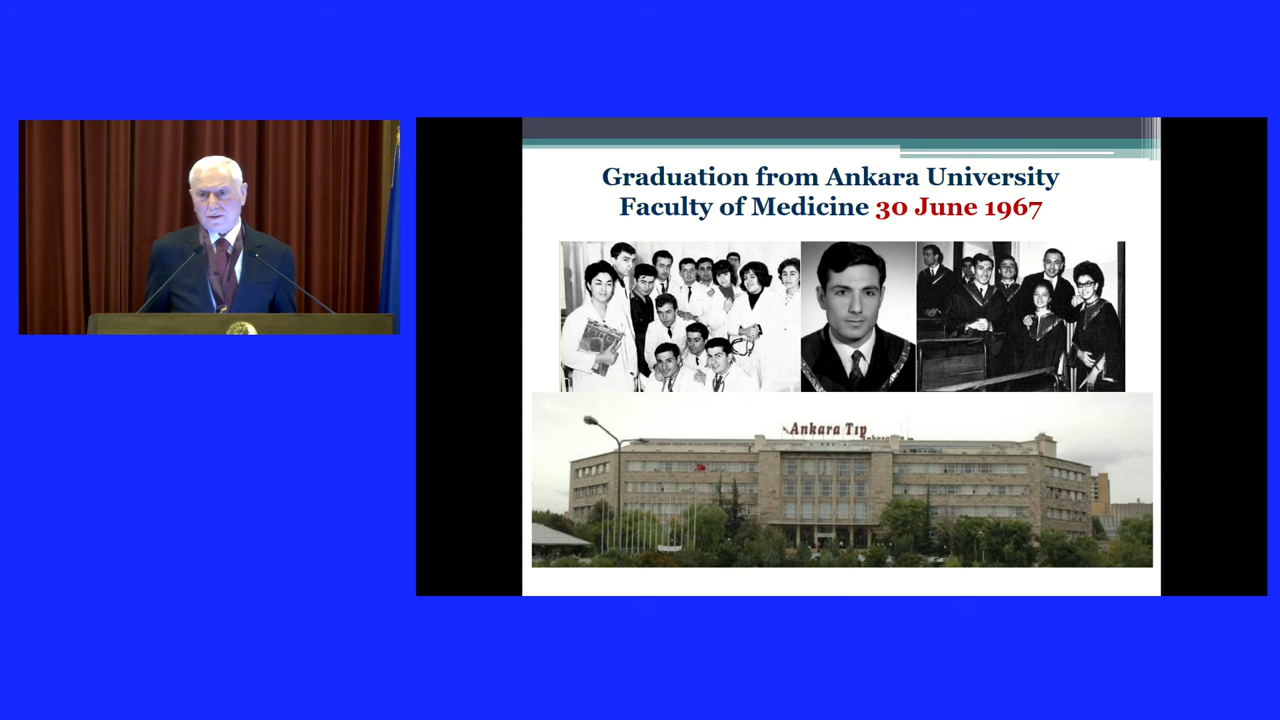 Graduation from Ankara University
Faculty of Medicine 30 June 1967
Ankara Tıp